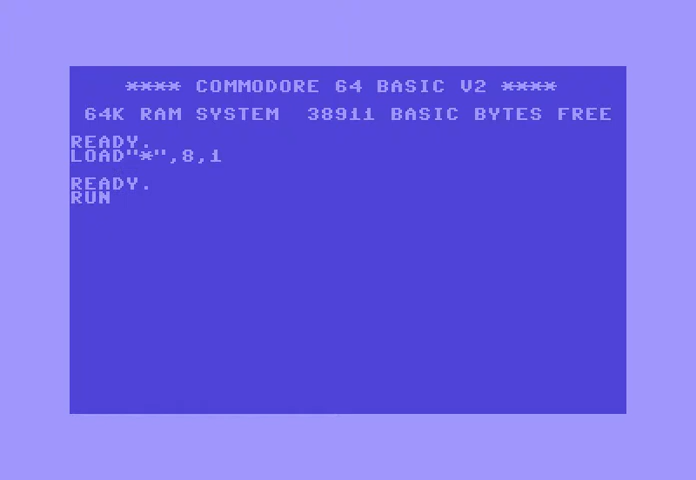 **** COMMODORE 64 BASIC V2 ****
64K RAM SYSTEM  38911 BASIC BYTES FREE
READY.
LOAD"*",8,1
READY.
RUN